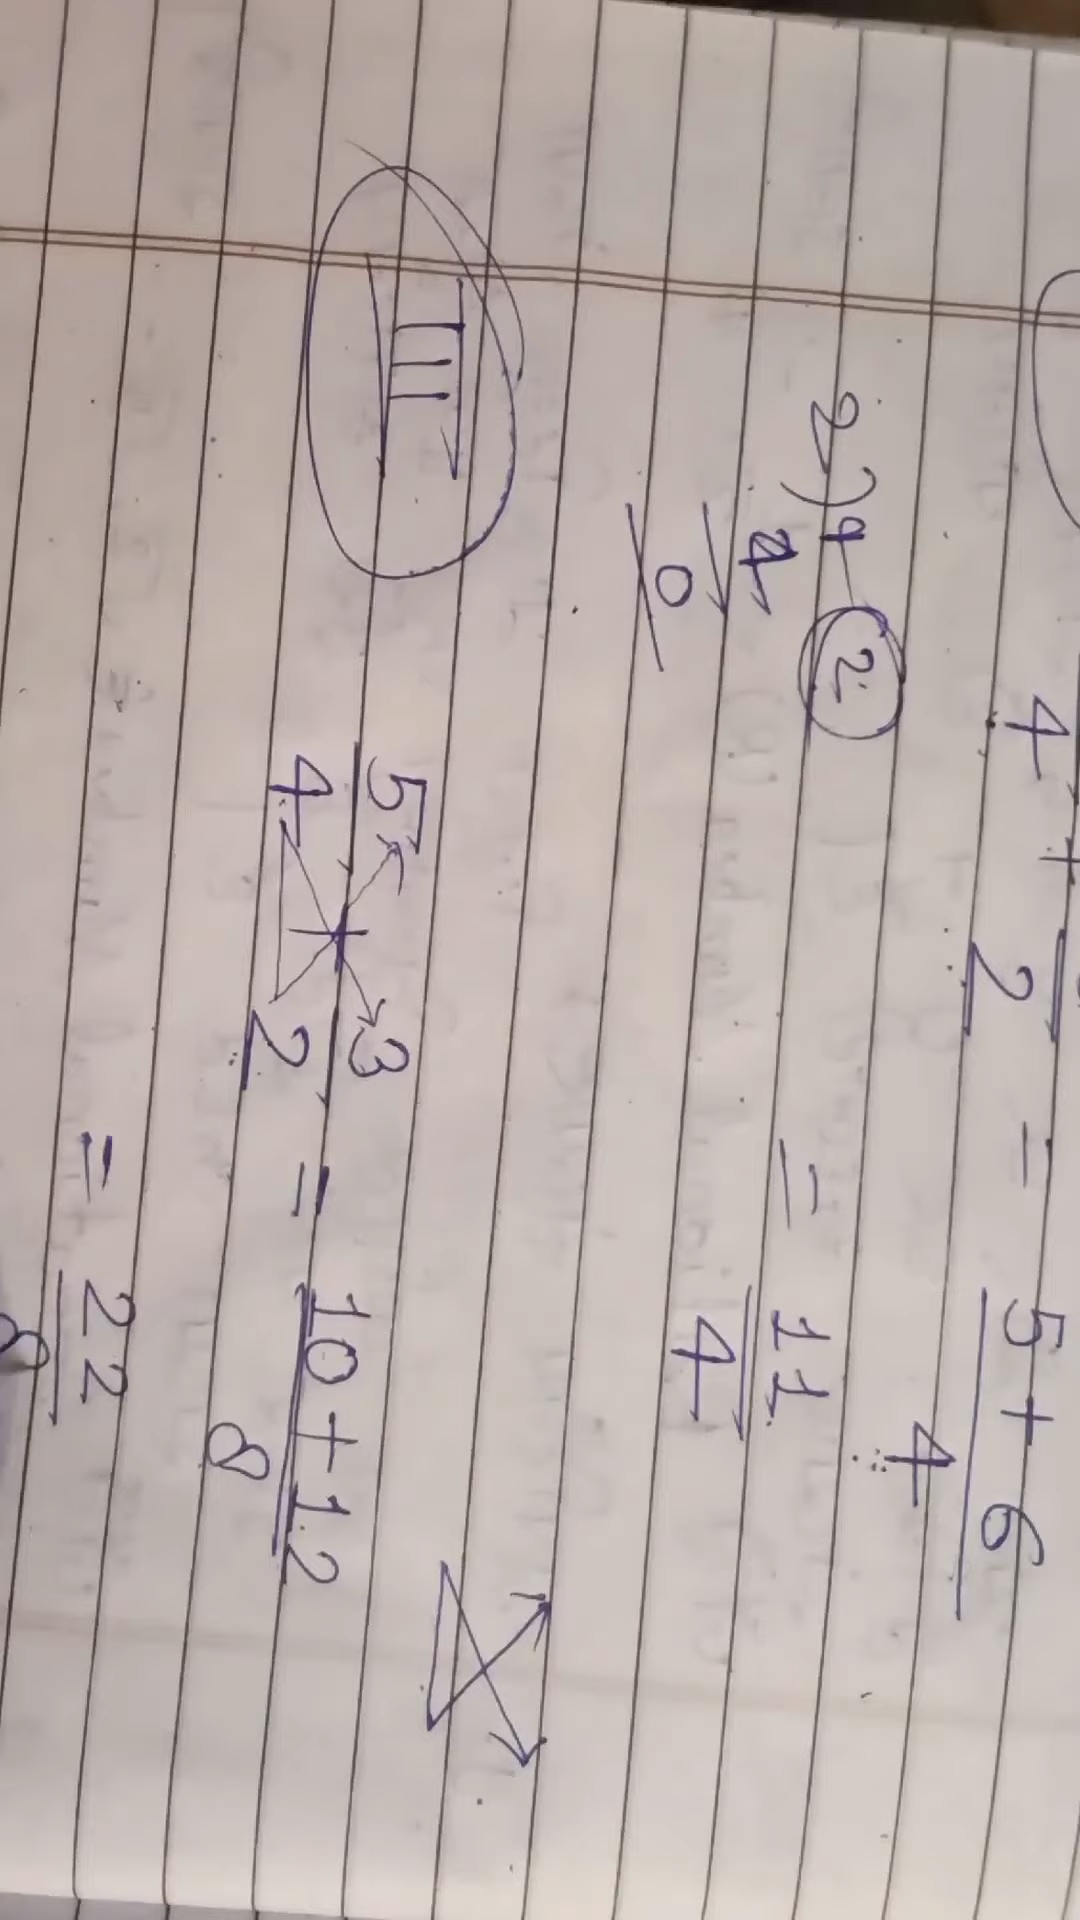 4 + 2 = 5 + 6
4
2) 4 (2
4
0
= 11
4
III
5 + 3 = 10 + 12
4 2 8
= 22
8